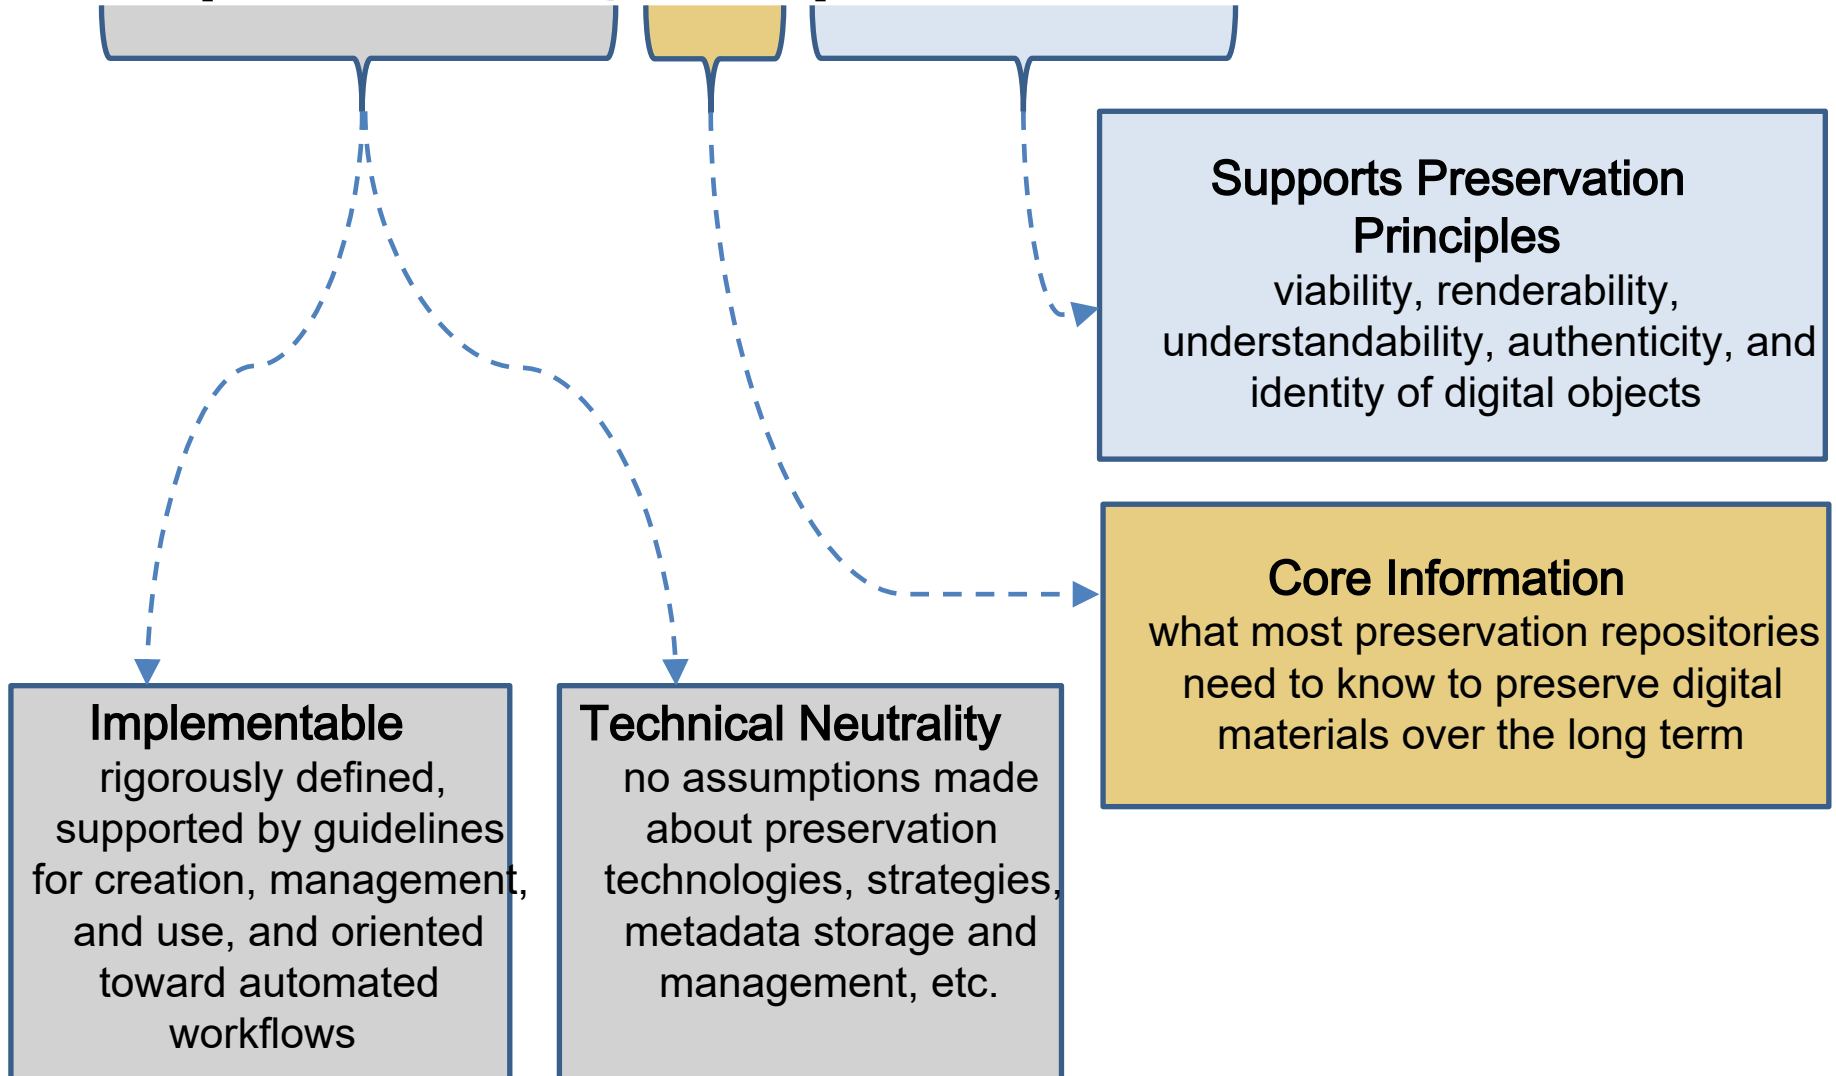 Supports Preservation
Principles
viability, renderability,
understandability, authenticity, and
identity of digital objects
Core Information
what most preservation repositories
need to know to preserve digital
materials over the long term
Implementable
rigorously defined,
supported by guidelines
for creation, management,
and use, and oriented
toward automated
workflows
Technical Neutrality
no assumptions made
about preservation
technologies, strategies,
metadata storage and
management, etc.